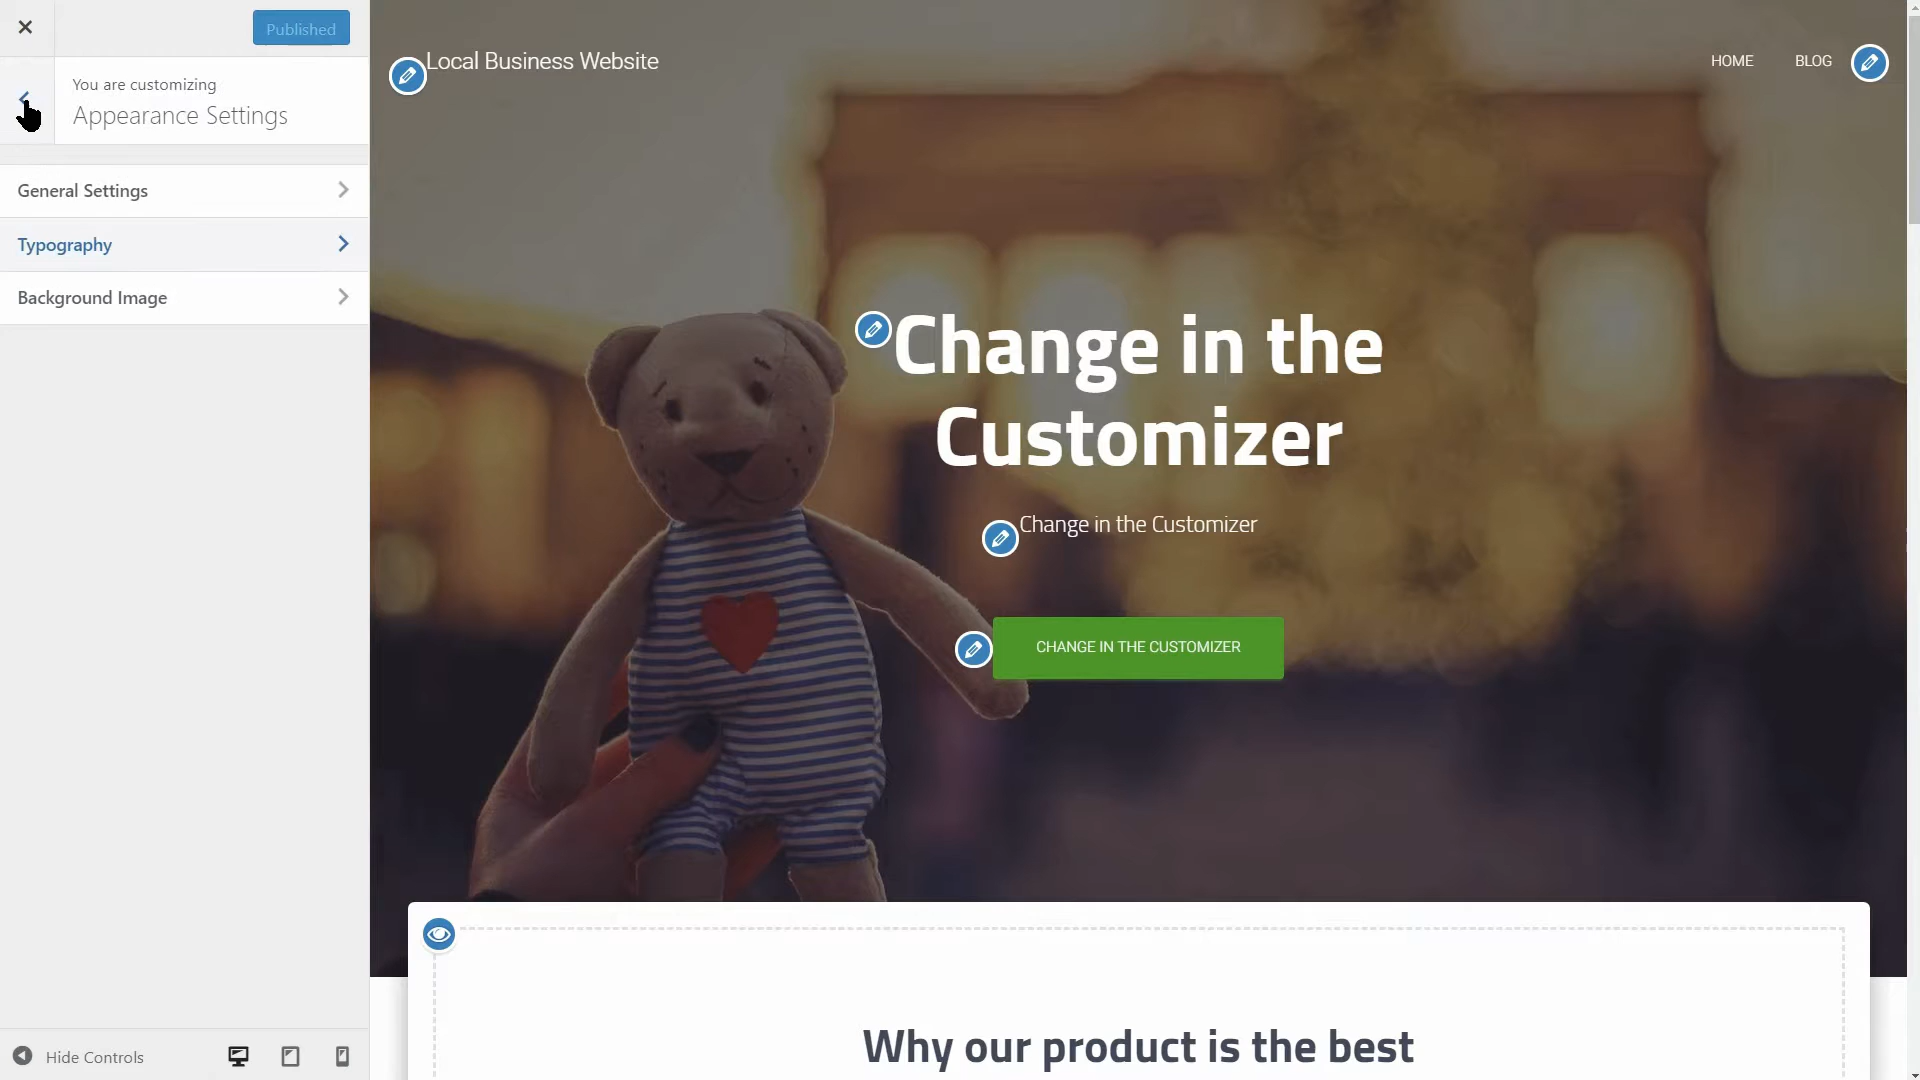 Published
You are customizing
Appearance Settings
General Settings
Typography
Background Image
Hide Controls
Local Business Website
HOME
BLOG
Change in the
Customizer
Change in the Customizer
CHANGE IN THE CUSTOMIZER
Why our product is the best